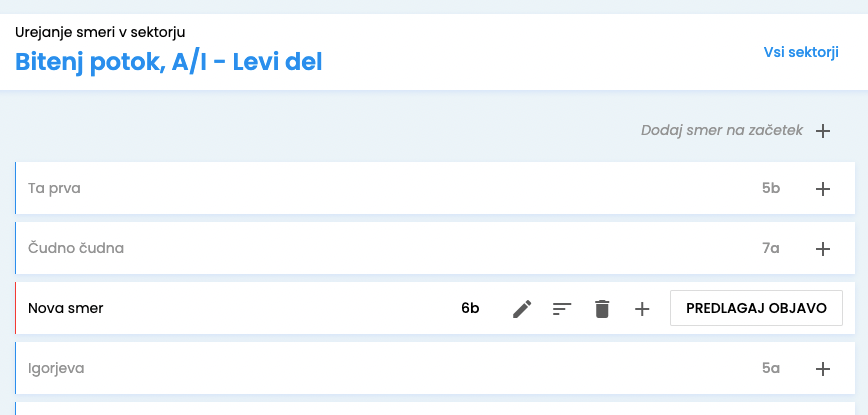 Urejanje smeri v sektorju
Bitenj potok, A/I - Levi del
Vsi sektorji
Dodaj smer na začetek
Ta prva 5b
Čudno čudna 7a
Nova smer 6b PREDLAGAJ OBJAVO
Igorjeva 5a